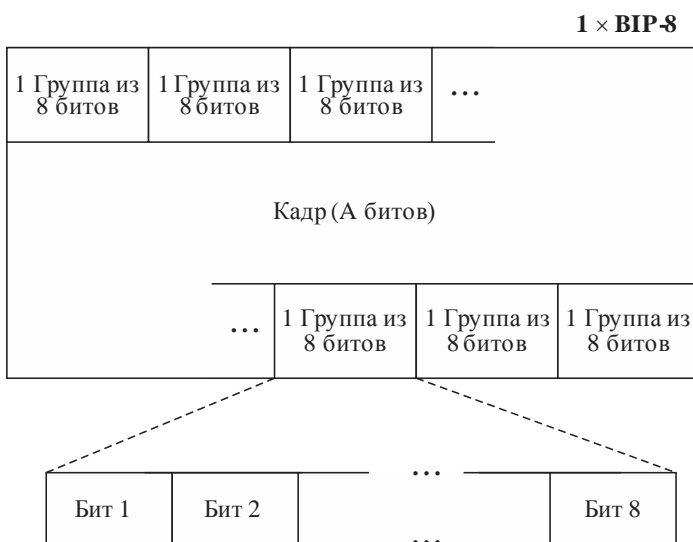 1 × BIP-8
1 Группа из 8 битов
1 Группа из 8 битов
1 Группа из 8 битов
...
Кадр (А битов)
...
1 Группа из 8 битов
1 Группа из 8 битов
1 Группа из 8 битов
...
Бит 1
Бит 2
Бит 8
...